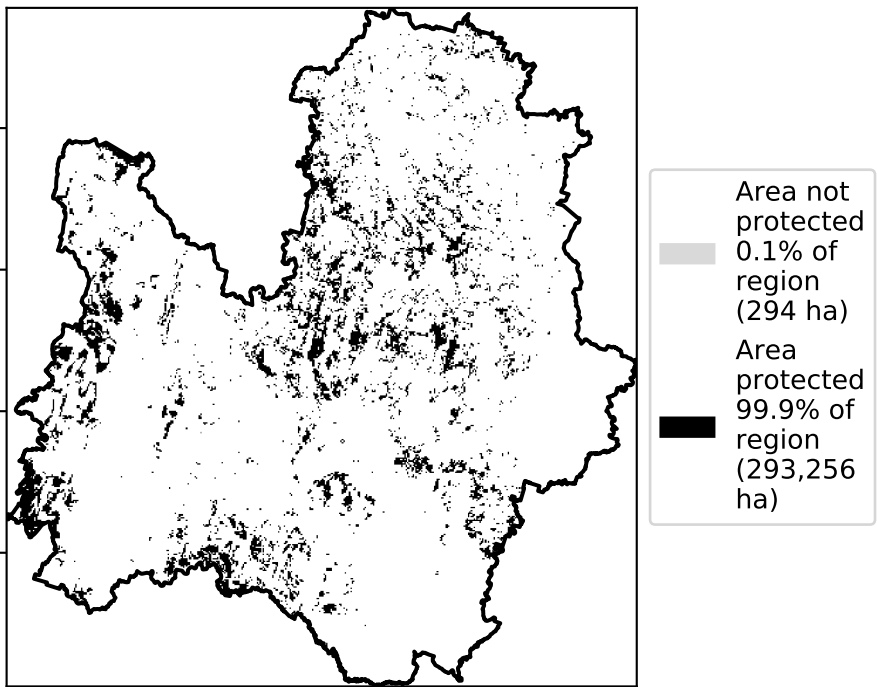 Area not
protected
0.1% of
region
(294 ha)
Area
protected
99.9% of
region
(293,256
ha)